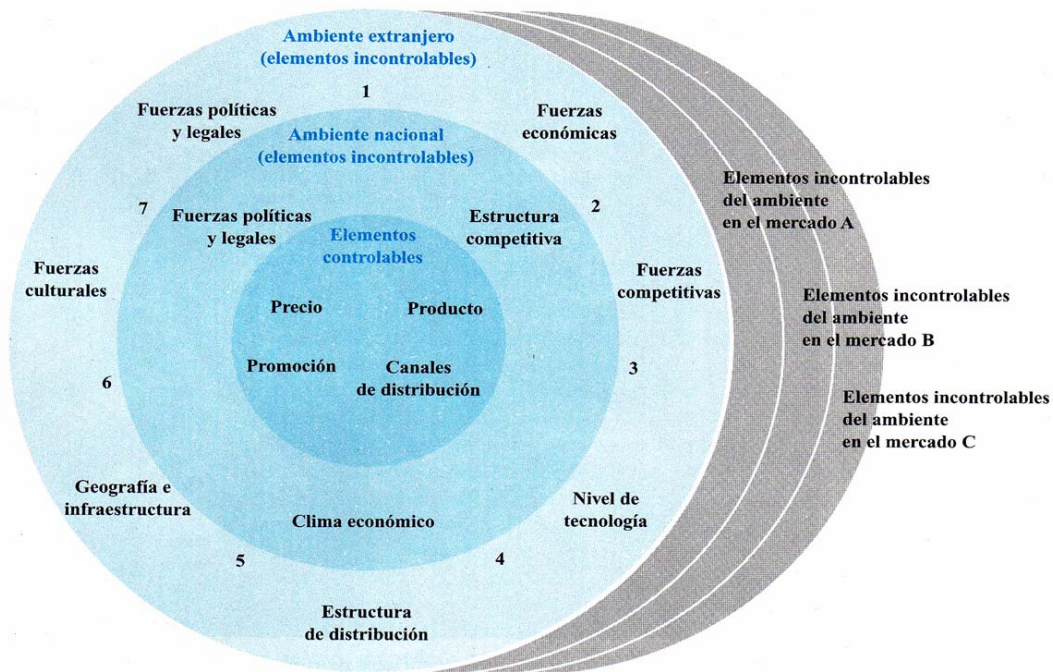 Ambiente extranjero
(elementos incontrolables)
1
Fuerzas políticas
y legales
Fuerzas
económicas
Ambiente nacional
(elementos incontrolables)
Elementos incontrolables
del ambiente
en el mercado A
7
2
Fuerzas políticas
y legales
Estructura
competitiva
Elementos
controlables
Fuerzas
culturales
Fuerzas
competitivas
Precio
Producto
Elementos incontrolables
del ambiente
en el mercado B
Promoción
Canales
de distribución
6
3
Elementos incontrolables
del ambiente
en el mercado C
Geografía e
infraestructura
Nivel de
tecnología
Clima económico
5
4
Estructura
de distribución